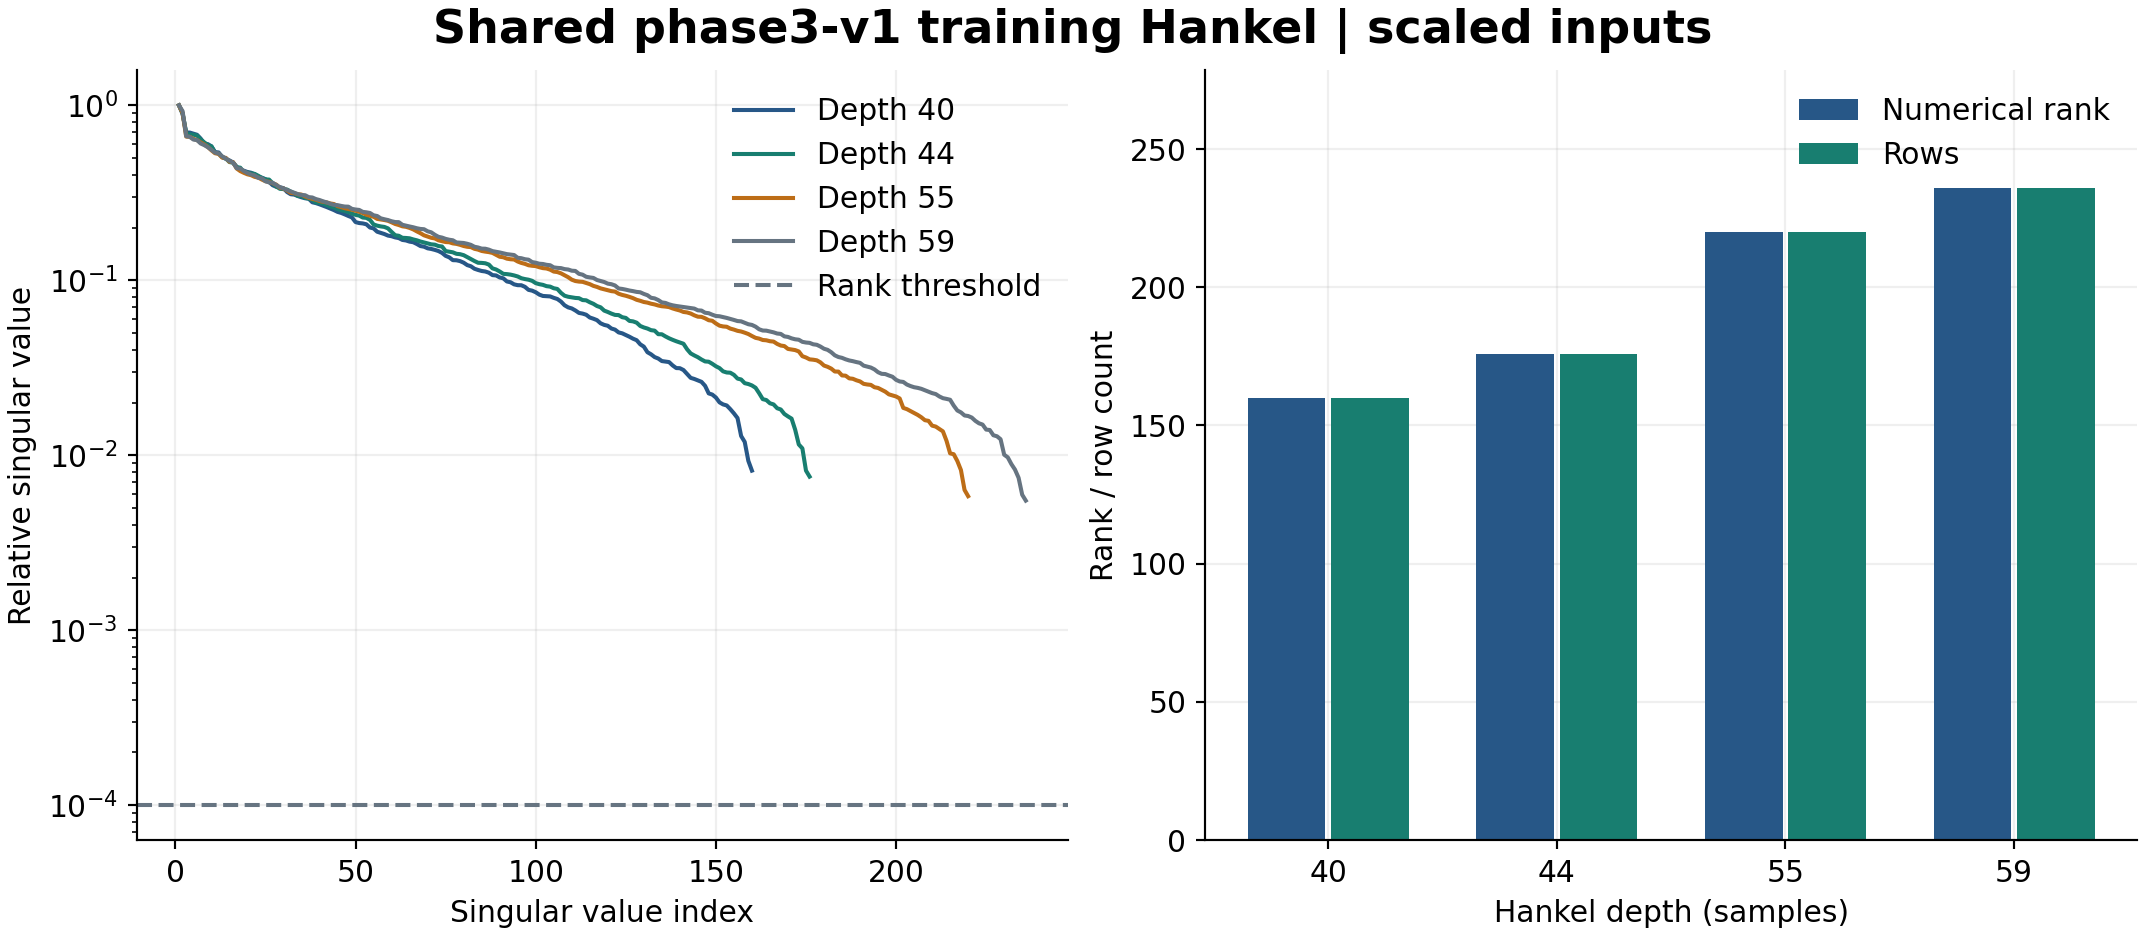 Shared phase3-v1 training Hankel | scaled inputs
Relative singular value
10⁰
10⁻¹
10⁻²
10⁻³
10⁻⁴
0 50 100 150 200
Singular value index
Depth 40
Depth 44
Depth 55
Depth 59
Rank threshold
Rank / row count
250
200
150
100
50
0
40 44 55 59
Hankel depth (samples)
Numerical rank
Rows